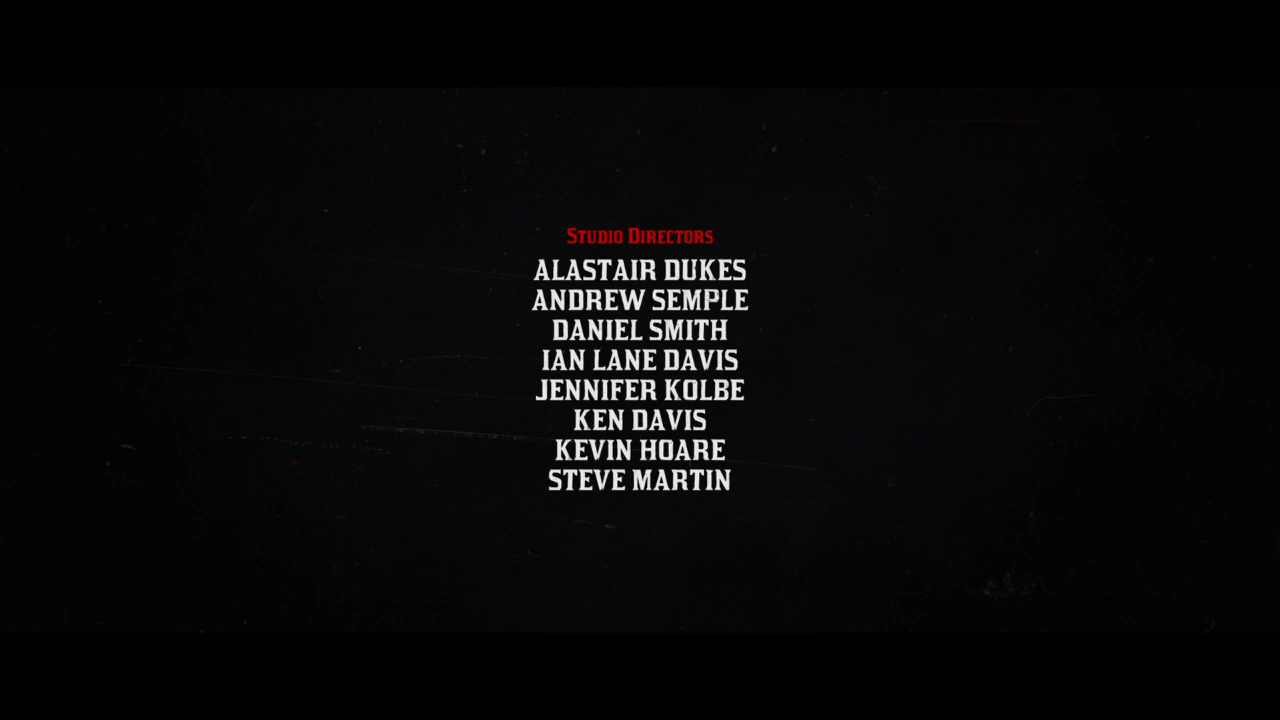 Studio Directors
ALASTAIR DUKES
ANDREW SEMPLE
DANIEL SMITH
IAN LANE DAVIS
JENNIFER KOLBE
KEN DAVIS
KEVIN HOARE
STEVE MARTIN